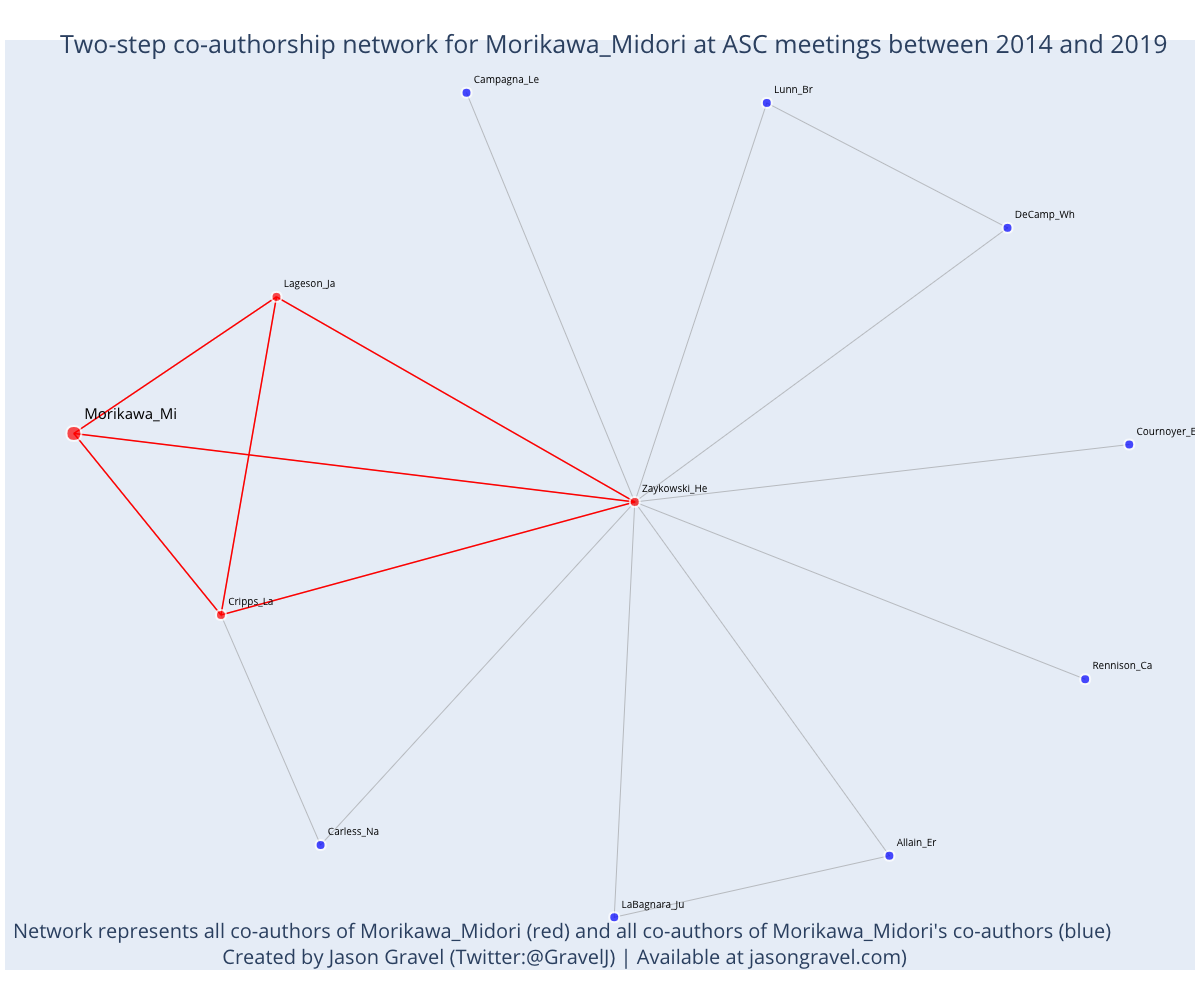 Two-step co-authorship network for Morikawa_Midori at ASC meetings between 2014 and 2019
Campagna_Le
Lunn_Br
DeCamp_Wh
Lageson_Ja
Morikawa_Mi
Cournoyer_E
Zaykowski_He
Cripps_La
Rennison_Ca
Carless_Na
Allain_Er
LaBagnara_Ju
Network represents all co-authors of Morikawa_Midori (red) and all co-authors of Morikawa_Midori's co-authors (blue)
Created by Jason Gravel (Twitter:@GravelJ) | Available at jasongravel.com)